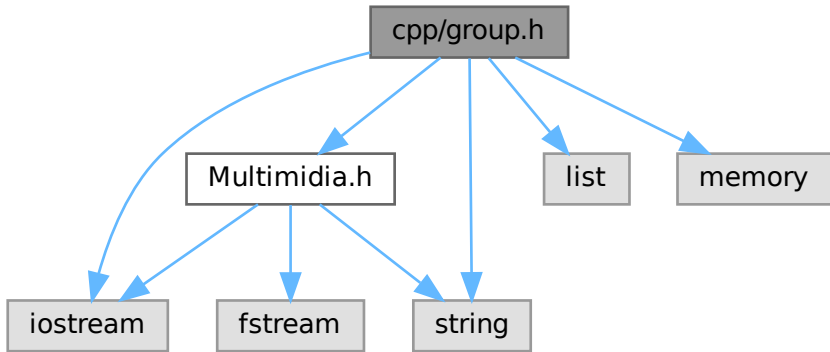 cpp/group.h
Multimidia.h
list
memory
iostream
fstream
string